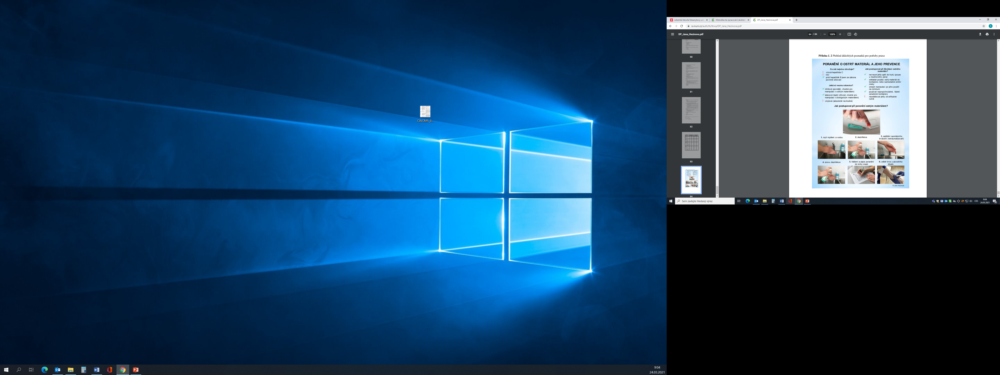 CWCMR_8...
9:04
24.03.2021
Lékařská fakulta Masarykovy uni
Metodika ke zpracování závěreč
DP_Jana_Hezinova.pdf
is.muni.cz/auth/th/ltnva/DP_Jana_Hezinova.pdf
DP_Jana_Hezinova.pdf
84 / 84
100%
80
81
82
83
84
Příloha č. 2 Přehled důležitých poznatků pro potřeby praxe
PORANĚNÍ O OSTRÝ MATERIÁL A JEHO PREVENCE
Co mě nejvíce ohrožuje?
! virová hepatitida C
! HIV
✓ proti hepatitidě B jsem ze zákona
povinně očkován
Jaké si vezmu rukavice?
✓ nitrilové (pevnější, vhodné pro
manipulaci s ostrým materiálem)
✓ latexové (lepší citlivost, vhodné pro
manipulaci s biologickým materiálem)
! vinylové (absolutně nevhodné)
Jak postupovat při likvidaci ostrého
materiálu?
✓ nevracet jehly zpět do krytu (pouze
u inzulinového pera)
✓ odkládat použitý ostrý materiál do
kontejneru nebo samostatné emitní
misky
✓ omezit manipulaci po jeho použití
na minimum
✓ používat nepropíchnutelné, řádně
označené kontejnery
! neoddělovat jehly od stříkaček
ručně
Jak postupovat při poranění ostrým materiálem?
1. mytí mýdlem a vodou
2. dezinfekce
3. zajištění spontánního
krvácení (netraumatizovat!)
4. znovu dezinfekce
5. hlášení a zápis poranění
do knihy úrazů
6. odběr krve u závodního
lékaře
© Jana Hezinová
Sem zadejte hledaný výraz
CES
9:04
24.03.2021